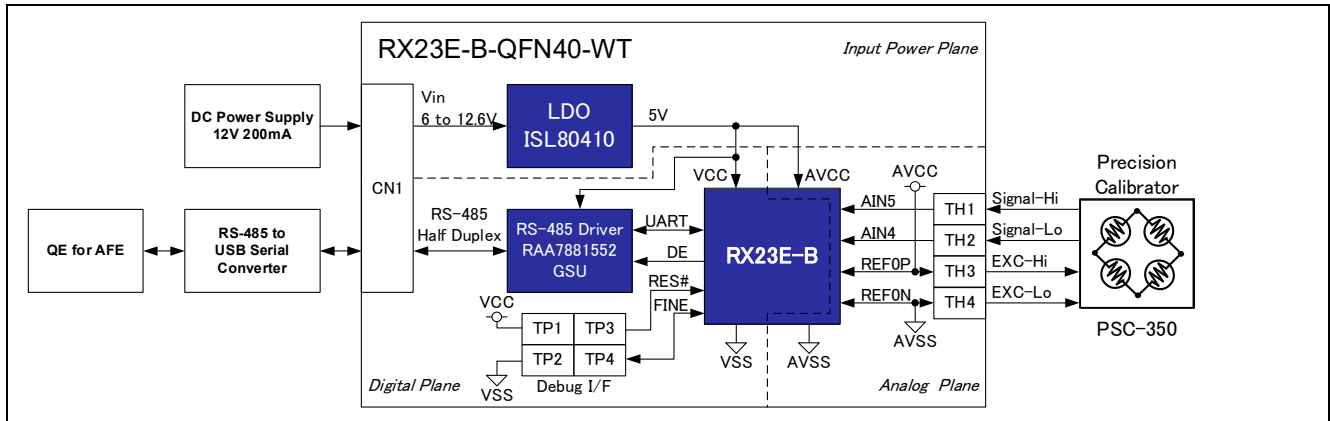 RX23E-B-QFN40-WT
Input Power Plane
DC Power Supply
12V 200mA
CN1
Vin
6 to 12.6V
LDO
ISL80410
5V
VCC
AVCC
AVCC
QE for AFE
RS-485 to
USB Serial
Converter
RS-485
Half Duplex
RS-485 Driver
RAA7881552
GSU
UART
DE
RES#
FINE
RX23E-B
AIN5
AIN4
REF0P
REF0N
TH1
TH2
TH3
TH4
Signal-Hi
Signal-Lo
EXC-Hi
EXC-Lo
Precision
Calibrator
PSC-350
VCC
TP1
TP3
TP2
TP4
VSS
Debug I/F
VSS
AVSS
AVSS
Digital Plane
Analog Plane